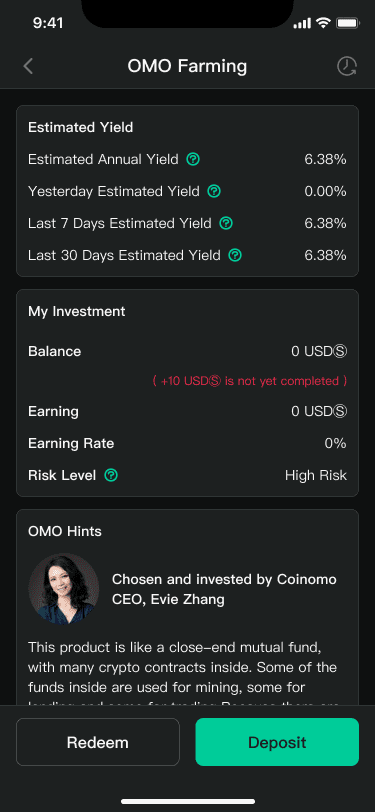 9:41
OMO Farming
Estimated Yield
Estimated Annual Yield ? 6.38%
Yesterday Estimated Yield ? 0.00%
Last 7 Days Estimated Yield ? 6.38%
Last 30 Days Estimated Yield ? 6.38%
My Investment
Balance 0 USDⓈ
( +10 USDⓈ is not yet completed )
Earning 0 USDⓈ
Earning Rate 0%
Risk Level ? High Risk
OMO Hints
Chosen and invested by Coinomo
CEO, Evie Zhang
This product is like a close-end mutual fund,
with many crypto contracts inside. Some of the
funds inside are used for mining, some for
Redeem Deposit